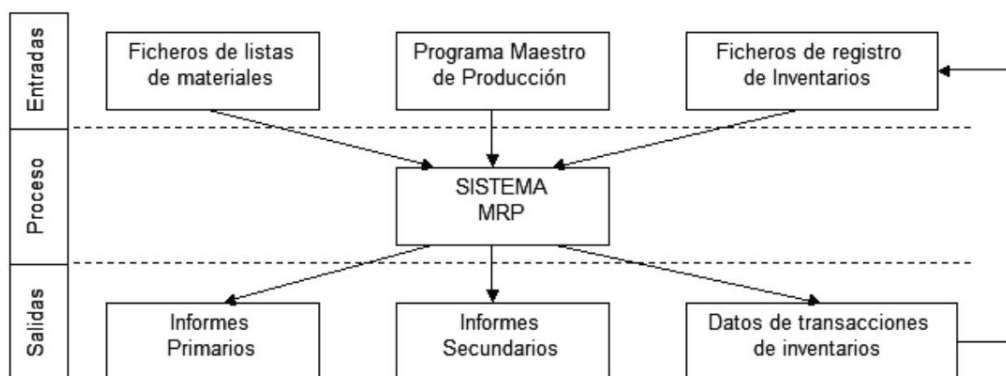 Entradas
Ficheros de listas
de materiales
Programa Maestro
de Producción
Ficheros de registro
de Inventarios
Proceso
SISTEMA
MRP
Salidas
Informes
Primarios
Informes
Secundarios
Datos de transacciones
de inventarios